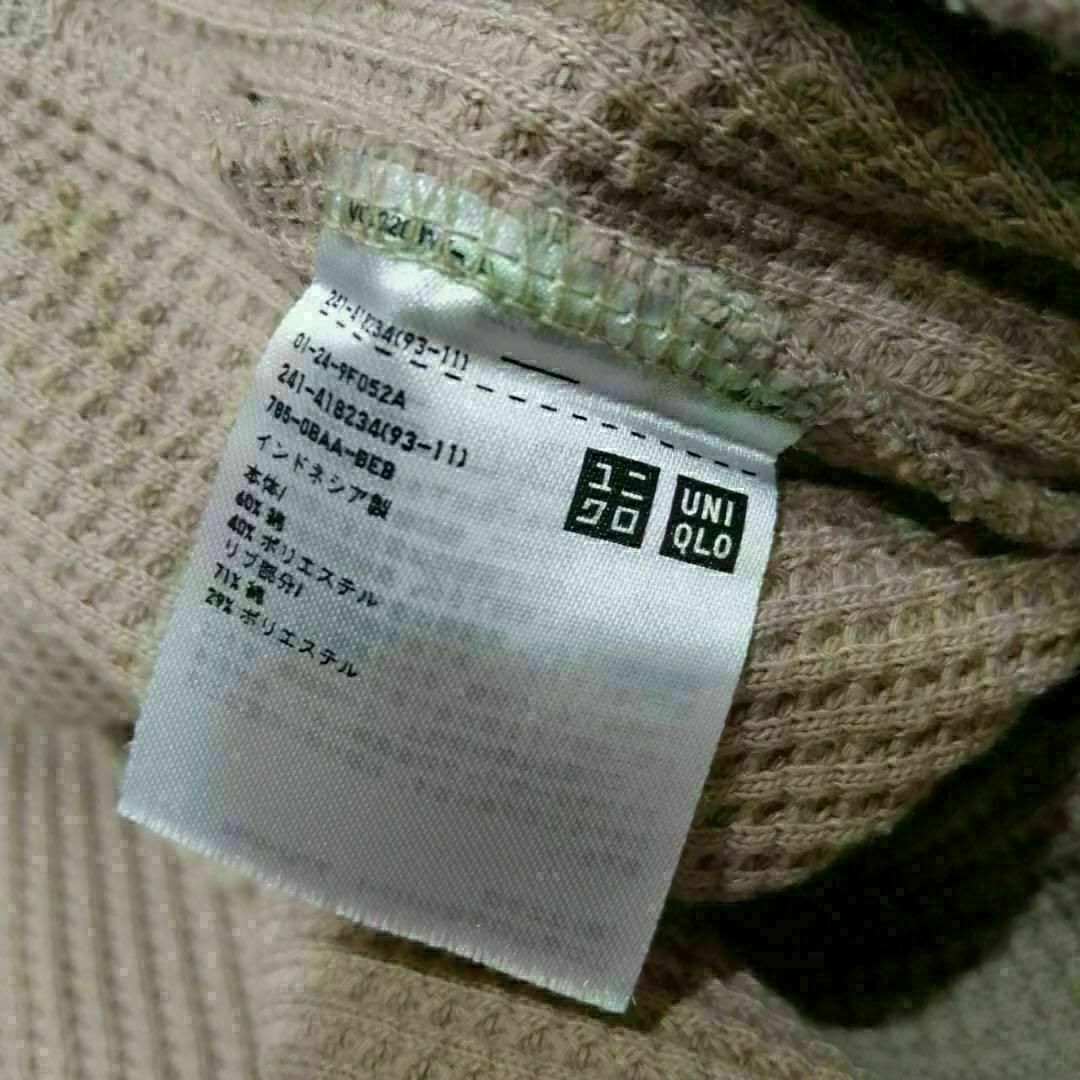 241-418234(93-11)
01-24-9F052A
241-418234(93-11)
785-0BAA-BEB
インドネシア製
本体/
60% 綿
40% ポリエステル
リブ部分/
71% 綿
29% ポリエステル
ユニ
クロ
UNI
QLO